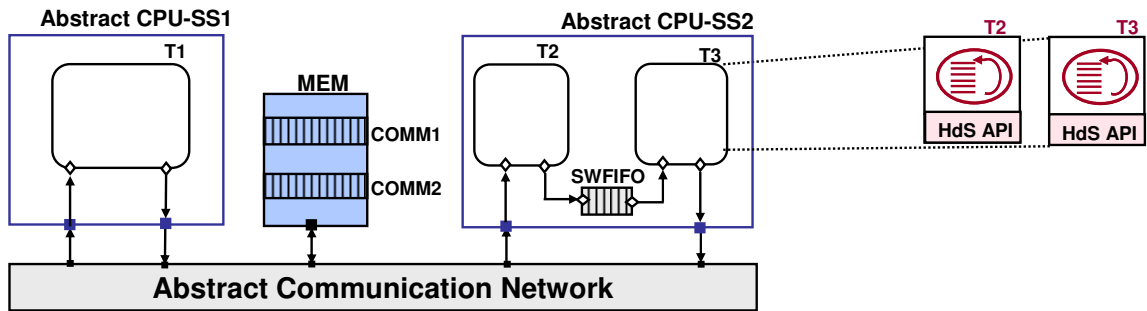 Abstract CPU-SS1
T1
MEM
COMM1
COMM2
Abstract CPU-SS2
T2
T3
SWFIFO
T2
T3
HdS API
HdS API
Abstract Communication Network